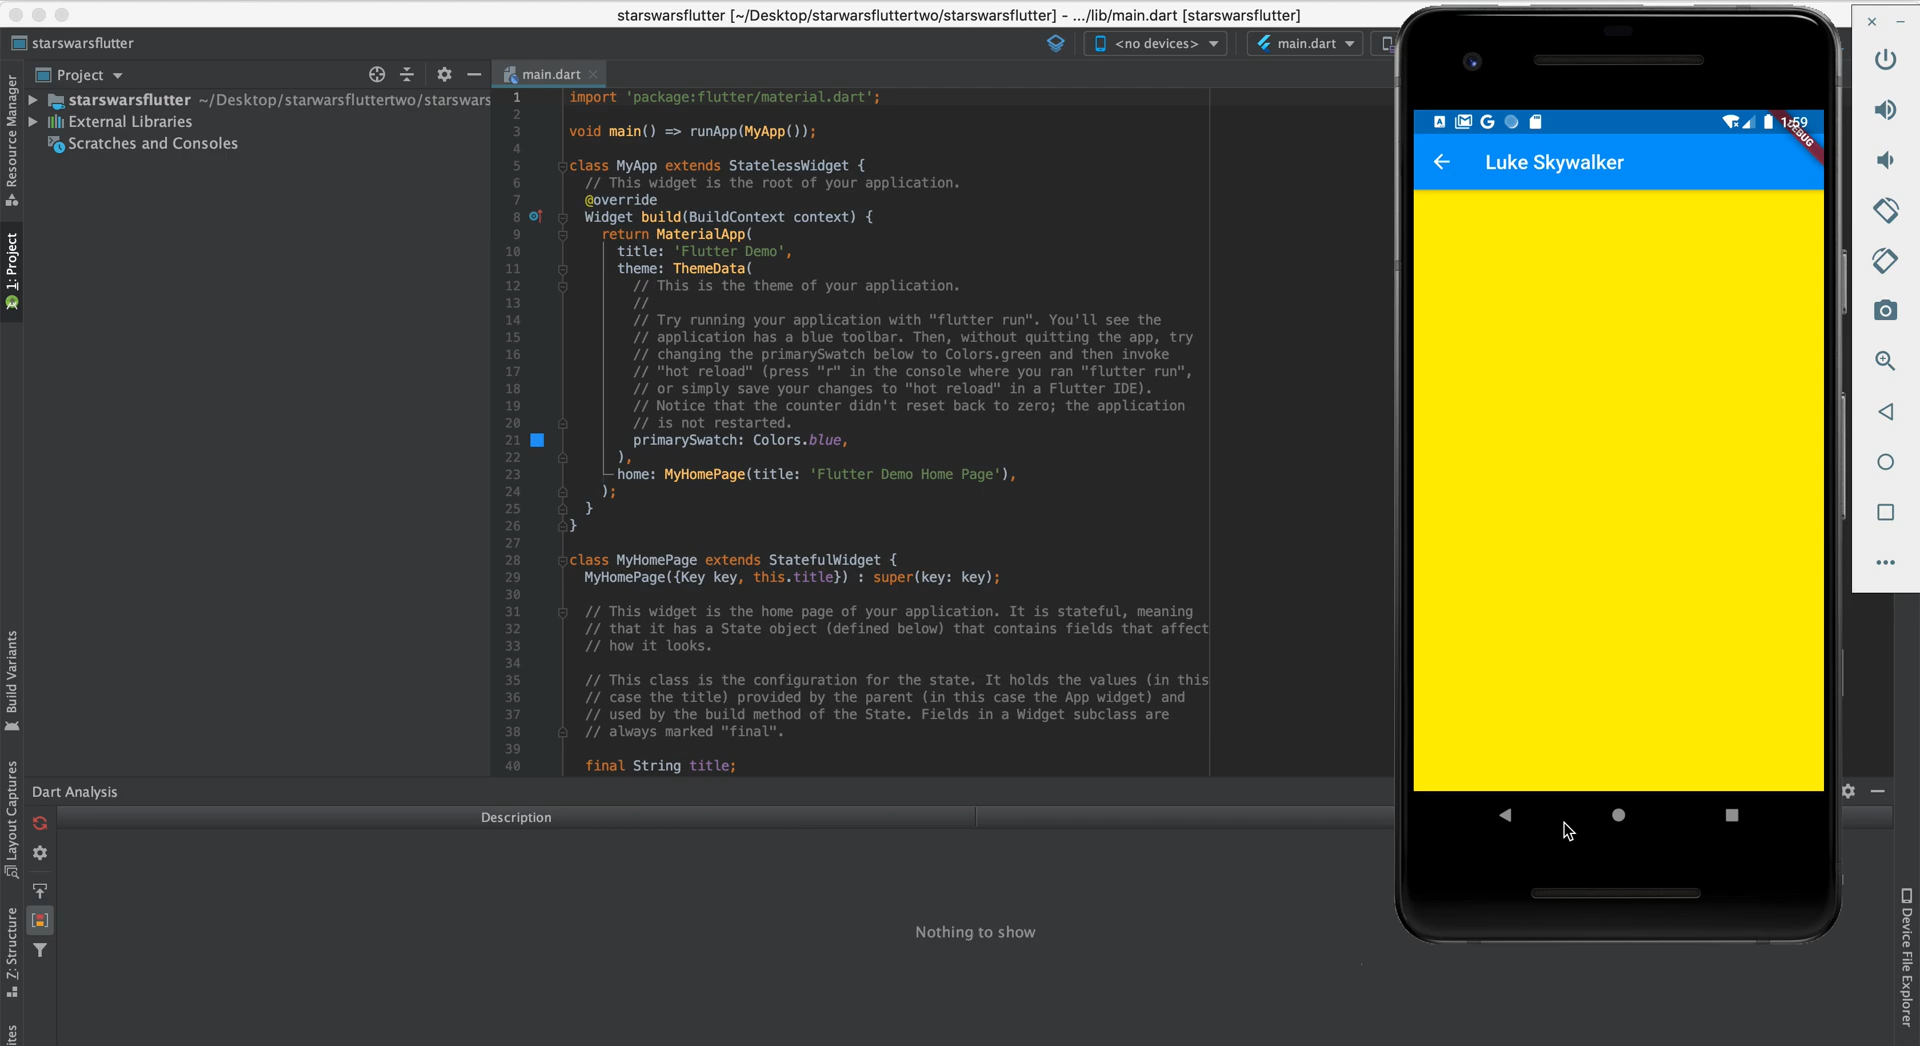 starswarsflutter [~/Desktop/starwarsfluttertwo/starswarsflutter] - .../lib/main.dart [starswarsflutter]
starswarsflutter
<no devices>
main.dart
Project
main.dart
starswarsflutter ~/Desktop/starwarsfluttertwo/starswars
External Libraries
Scratches and Consoles
Resource Manager
1: Project
Build Variants
Layout Captures
Z: Structure
ites
1 import 'package:flutter/material.dart';
2
3 void main() => runApp(MyApp());
4
5 class MyApp extends StatelessWidget {
6 // This widget is the root of your application.
7 @override
8 Widget build(BuildContext context) {
9 return MaterialApp(
10 title: 'Flutter Demo',
11 theme: ThemeData(
12 // This is the theme of your application.
13 //
14 // Try running your application with "flutter run". You'll see the
15 // application has a blue toolbar. Then, without quitting the app, try
16 // changing the primarySwatch below to Colors.green and then invoke
17 // "hot reload" (press "r" in the console where you ran "flutter run",
18 // or simply save your changes to "hot reload" in a Flutter IDE).
19 // Notice that the counter didn't reset back to zero; the application
20 // is not restarted.
21 primarySwatch: Colors.blue,
22 ),
23 home: MyHomePage(title: 'Flutter Demo Home Page'),
24 );
25 }
26 }
27
28 class MyHomePage extends StatefulWidget {
29 MyHomePage({Key key, this.title}) : super(key: key);
30
31 // This widget is the home page of your application. It is stateful, meaning
32 // that it has a State object (defined below) that contains fields that affect
33 // how it looks.
34
35 // This class is the configuration for the state. It holds the values (in this
36 // case the title) provided by the parent (in this case the App widget) and
37 // used by the build method of the State. Fields in a Widget subclass are
38 // always marked "final".
39
40 final String title;
1:59
DEBUG
Luke Skywalker
Dart Analysis
Description
Nothing to show
Device File Explorer